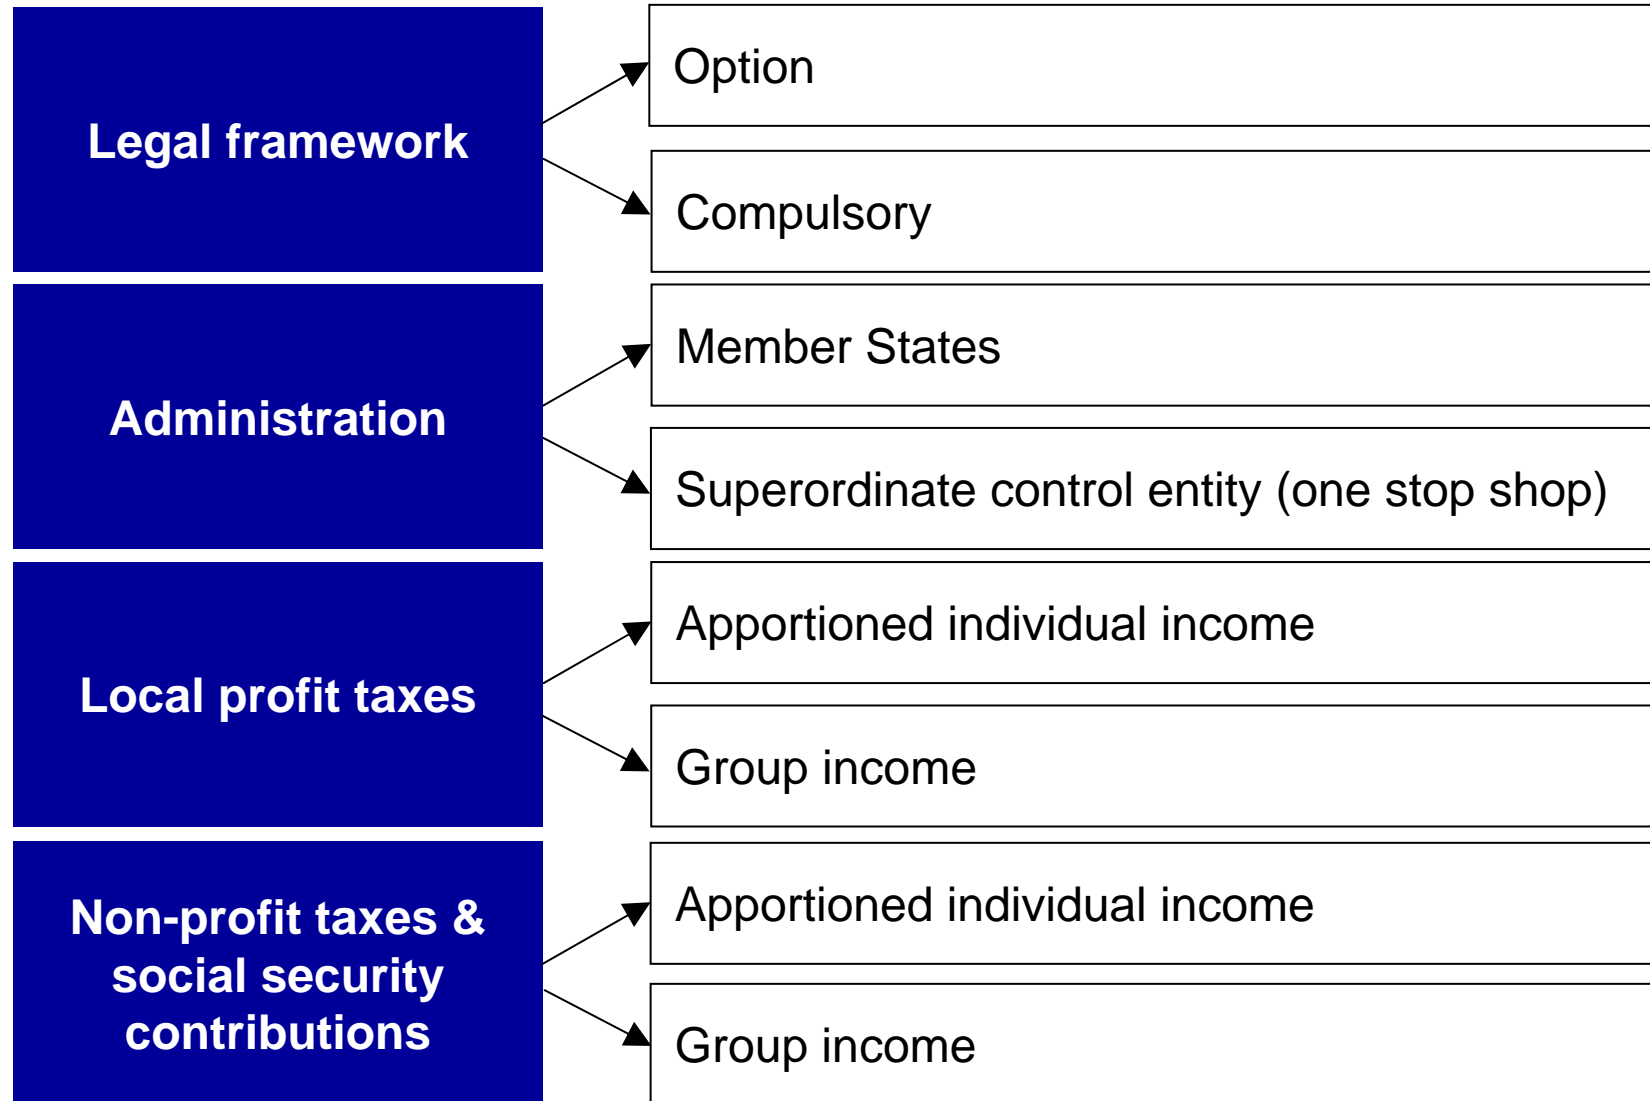 Legal framework
Option
Compulsory
Administration
Member States
Superordinate control entity (one stop shop)
Local profit taxes
Apportioned individual income
Group income
Non-profit taxes &
social security
contributions
Apportioned individual income
Group income